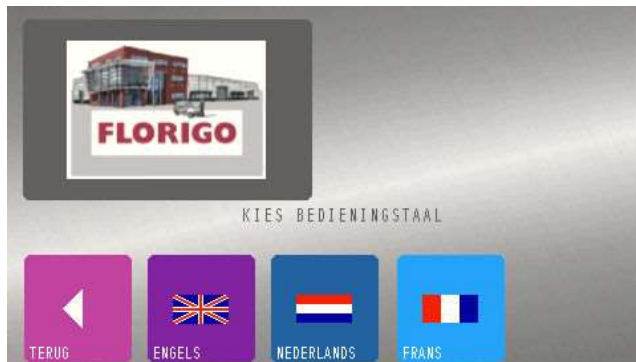 FLORIGO
KIES BEDIENINGSTAAL
TERUG
ENGELS
NEDERLANDS
FRANS